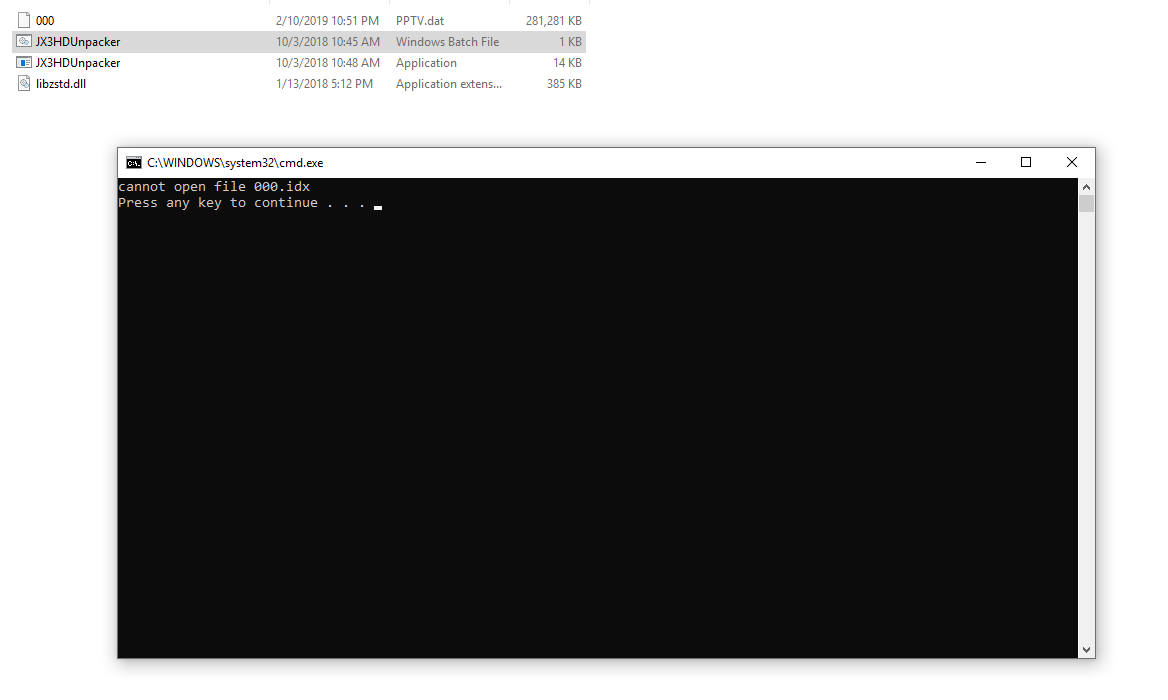 000 2/10/2019 10:51 PM PPTV.dat 281,281 KB
JX3HDUnpacker 10/3/2018 10:45 AM Windows Batch File 1 KB
JX3HDUnpacker 10/3/2018 10:48 AM Application 14 KB
libzstd.dll 1/13/2018 5:12 PM Application extens... 385 KB
C:\WINDOWS\system32\cmd.exe
cannot open file 000.idx
Press any key to continue . . .